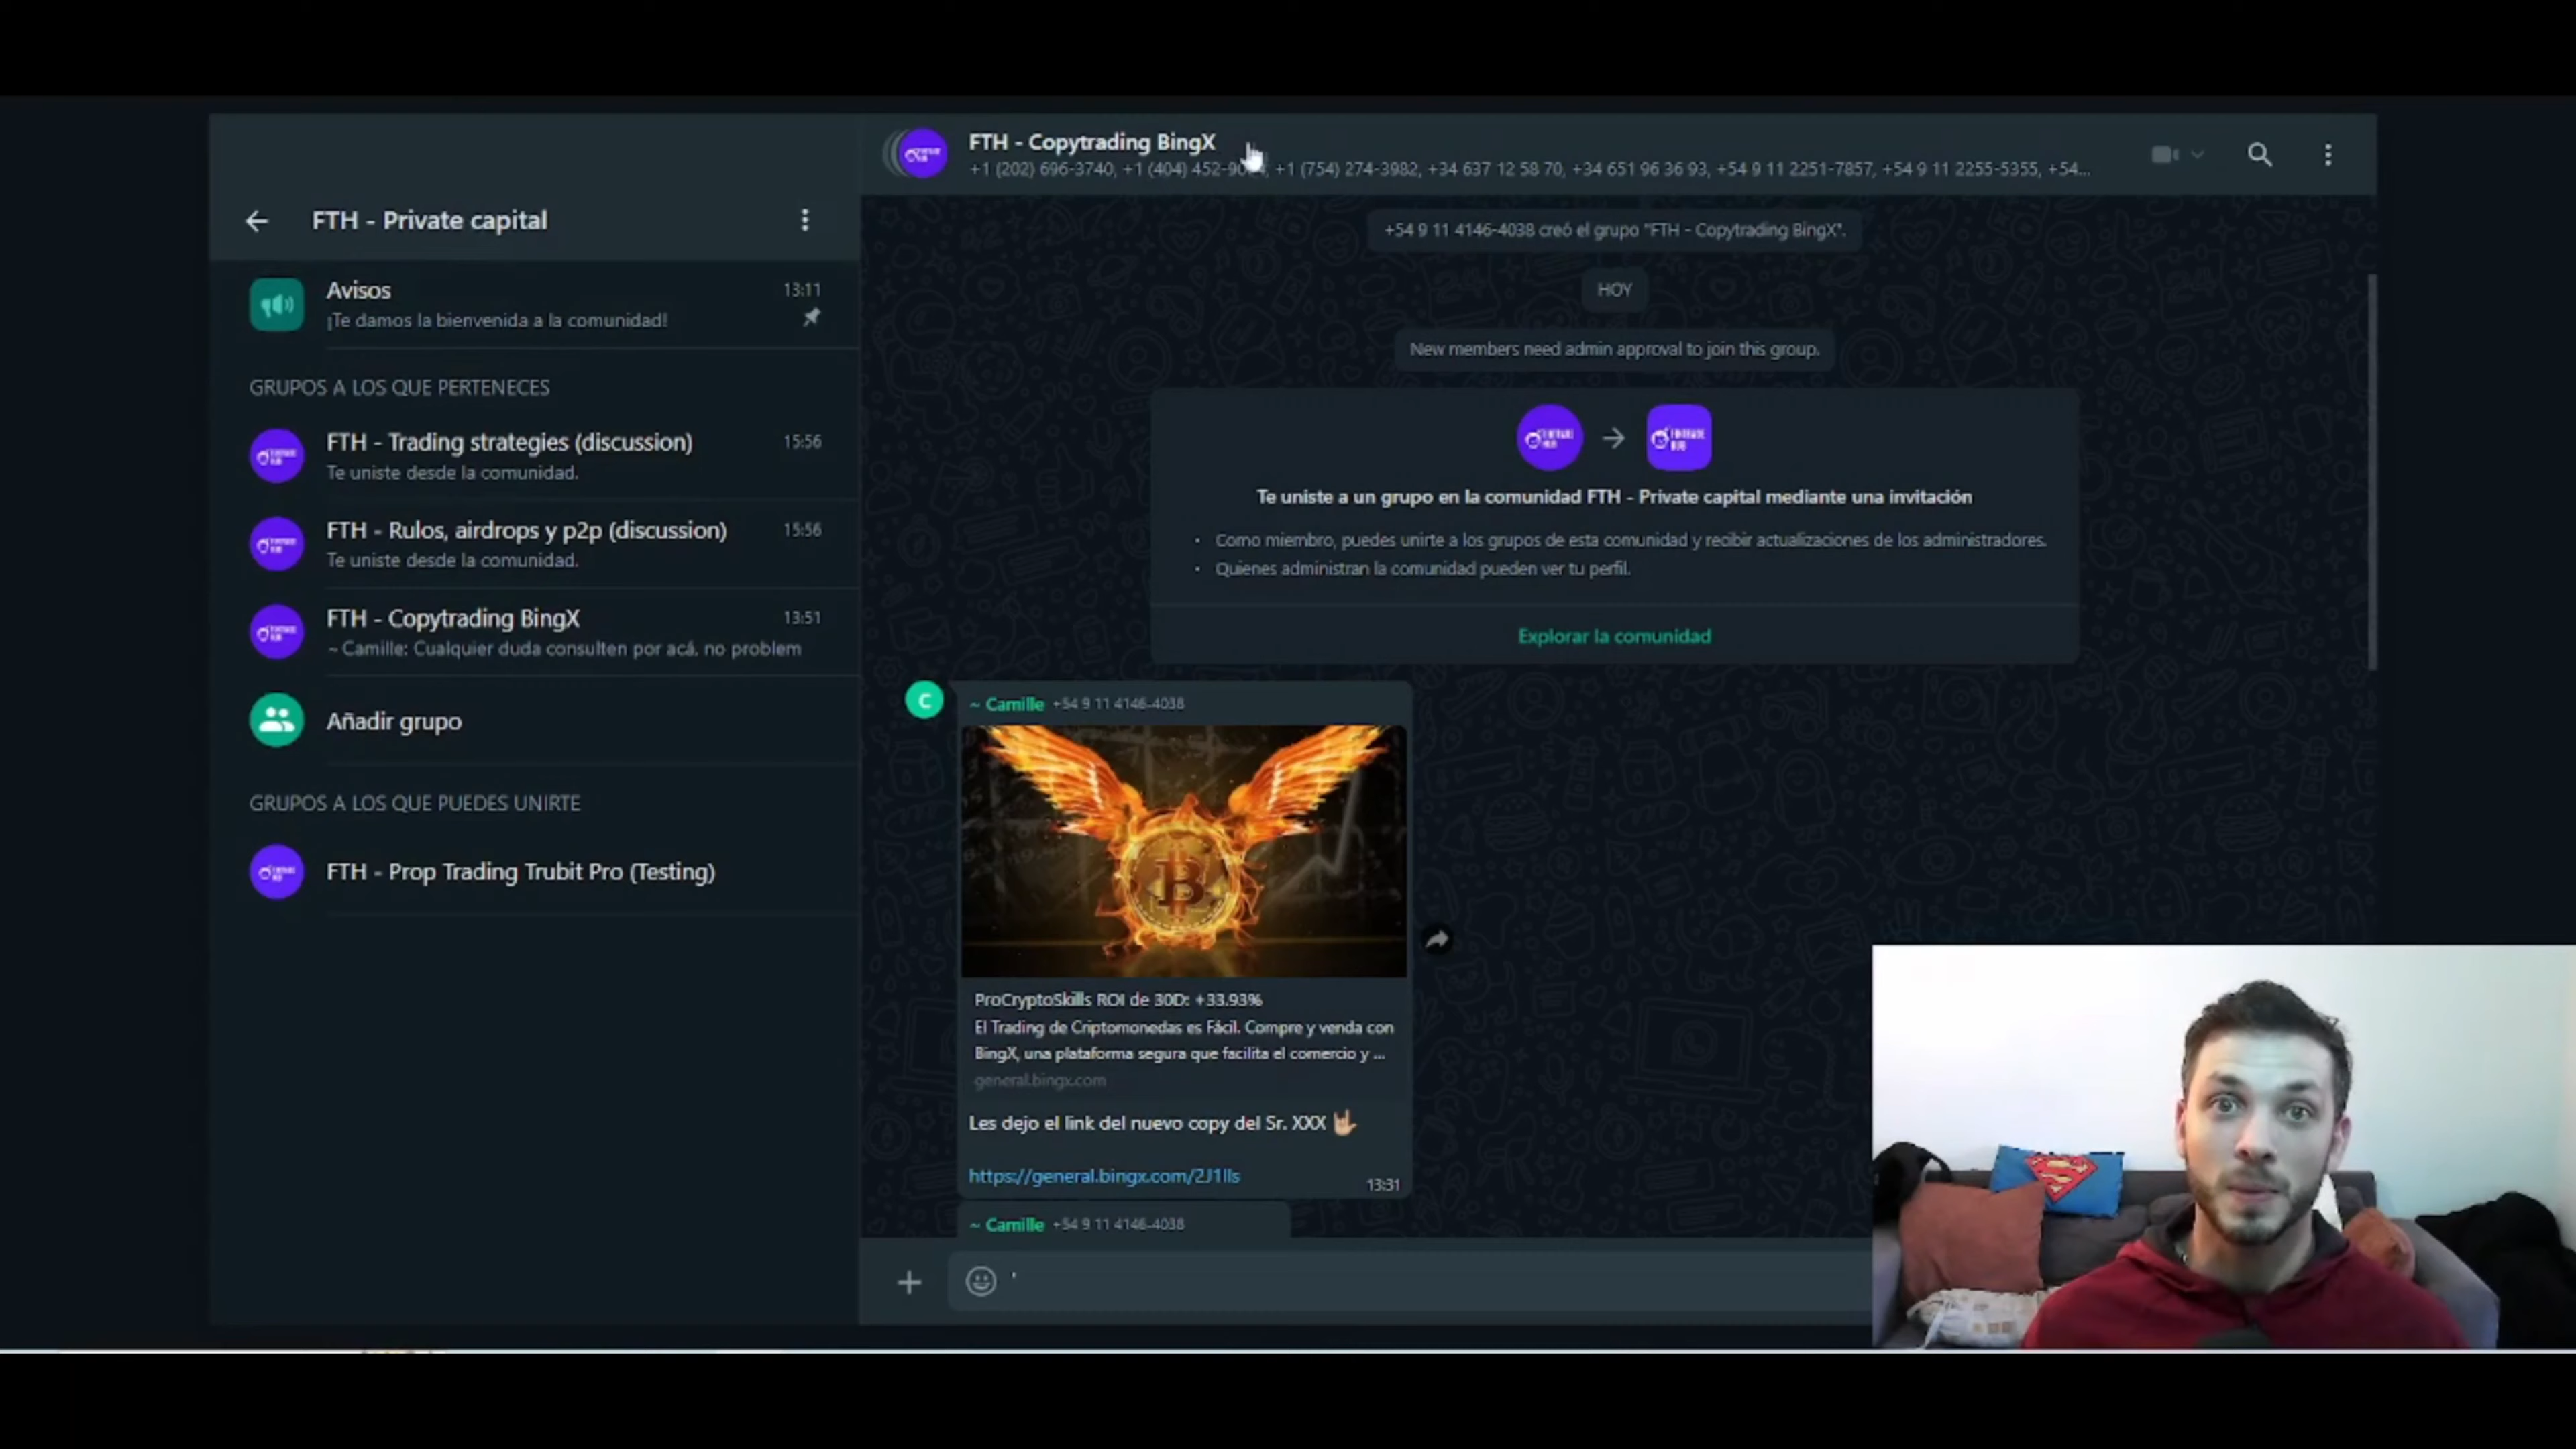 FTH - Private capital
Avisos
13:11
¡Te damos la bienvenida a la comunidad!
GRUPOS A LOS QUE PERTENECES
FTH - Trading strategies (discussion)
15:56
Te uniste desde la comunidad.
FTH - Rulos, airdrops y p2p (discussion)
15:56
Te uniste desde la comunidad.
FTH - Copytrading BingX
13:51
~ Camille: Cualquier duda consulten por acá. no problem
Añadir grupo
GRUPOS A LOS QUE PUEDES UNIRTE
FTH - Prop Trading Trubit Pro (Testing)
FTH - Copytrading BingX
+1 (202) 696-3740, +1 (404) 452- , +1 (754) 274-3982, +34 637 12 58 70, +34 651 96 36 93, +54 9 11 2251-7857, +54 9 11 2255-5355, +54...
+54 9 11 4146-4038 creó el grupo "FTH - Copytrading BingX".
HOY
New members need admin approval to join this group.
Te uniste a un grupo en la comunidad FTH - Private capital mediante una invitación
• Como miembro, puedes unirte a los grupos de esta comunidad y recibir actualizaciones de los administradores.
• Quienes administran la comunidad pueden ver tu perfil.
Explorar la comunidad
C
~ Camille +54 9 11 4146-4038
ProCryptoSkills ROI de 30D: +33.93%
El Trading de Criptomonedas es Fácil. Compre y venda con
BingX, una plataforma segura que facilita el comercio y ...
general.bingx.com
Les dejo el link del nuevo copy del Sr. XXX 🤟🏼
https://general.bingx.com/2J1lls
13:31
~ Camille +54 9 11 4146-4038
'